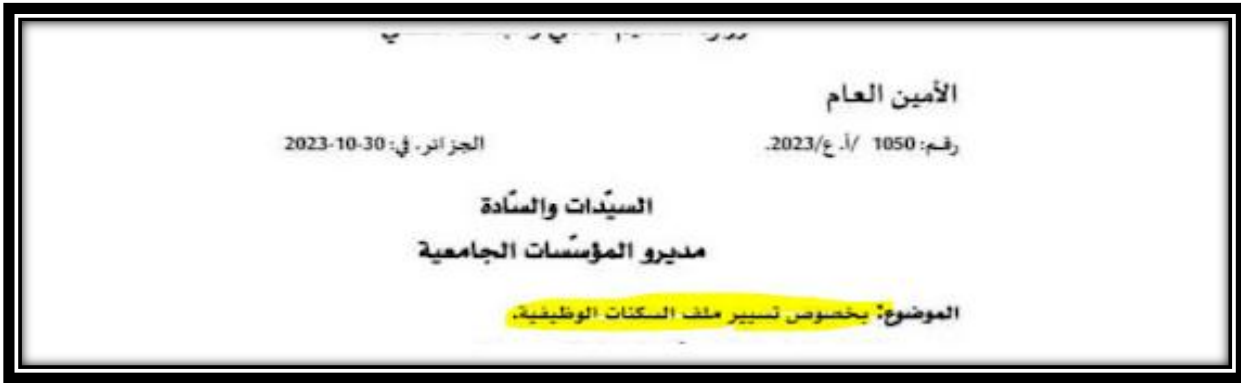 الأمين العام
رقم: 1050 /أ. ع/2023.
الجزائر. في: 30-10-2023
السيّدات والسّادة
مديرو المؤسّسات الجامعية
الموضوع: بخصوص تسيير ملف السكنات الوظيفية.